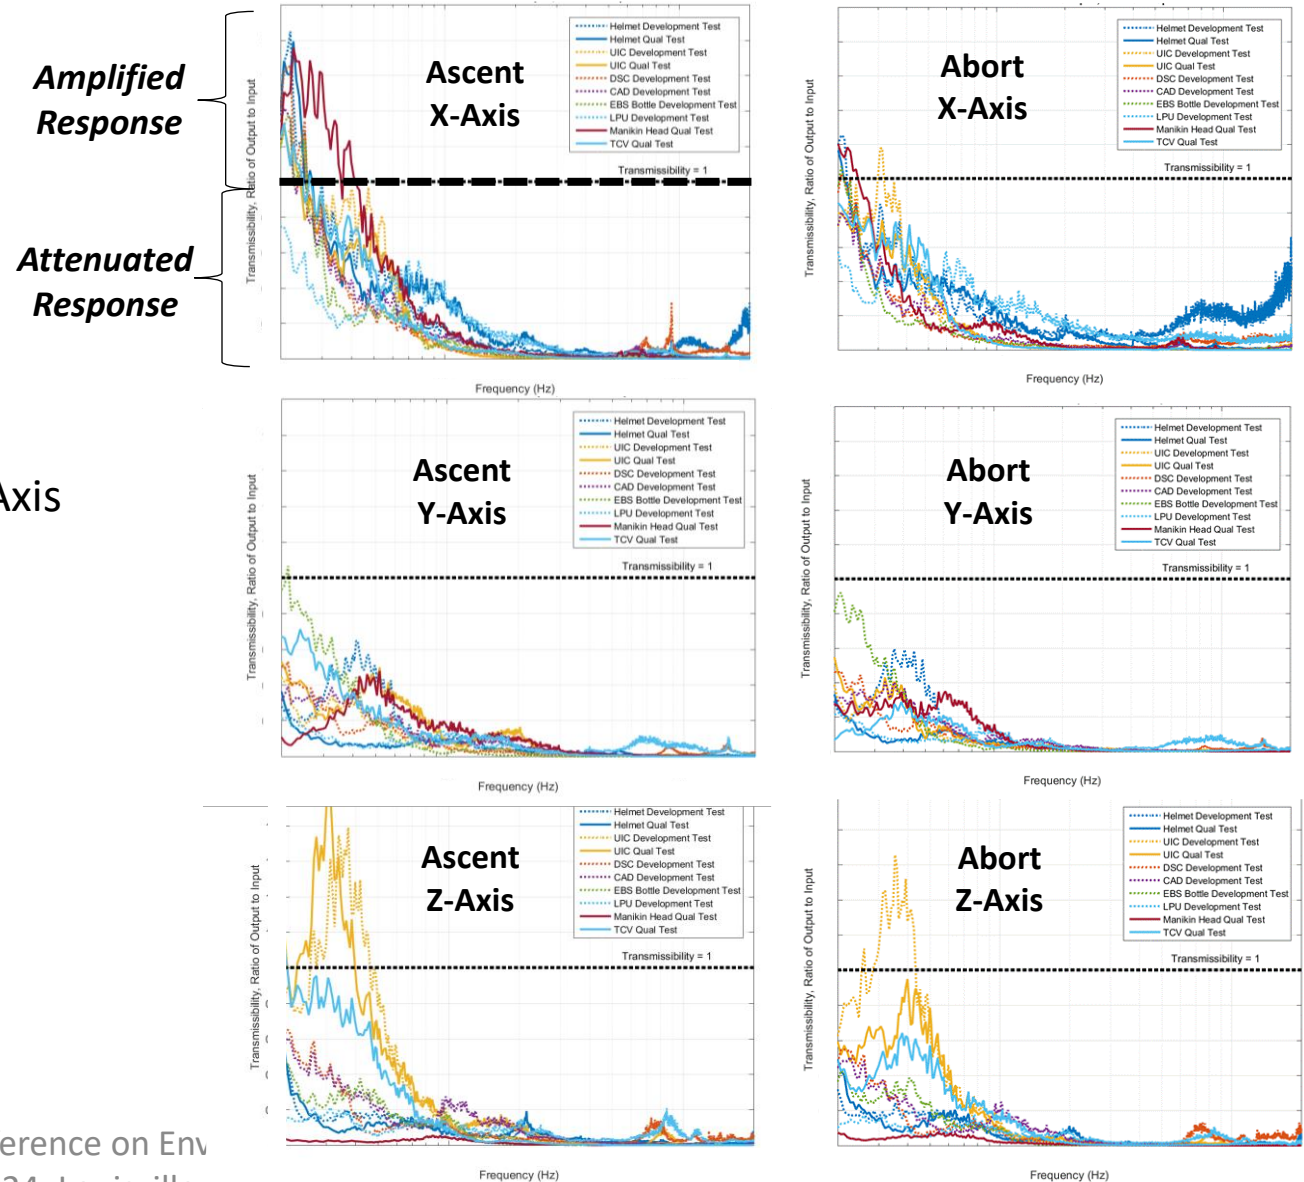 Amplified
Response
Attenuated
Response
Transmissibility, Ratio of Output to Input
Ascent
X-Axis
Helmet Development Test
Helmet Qual Test
UIC Development Test
UIC Qual Test
DSC Development Test
CAD Development Test
EBS Bottle Development Test
LPU Development Test
Manikin Head Qual Test
TCV Qual Test
Transmissibility = 1
Frequency (Hz)
Transmissibility, Ratio of Output to Input
Abort
X-Axis
Helmet Development Test
Helmet Qual Test
UIC Development Test
UIC Qual Test
DSC Development Test
CAD Development Test
EBS Bottle Development Test
LPU Development Test
Manikin Head Qual Test
TCV Qual Test
Transmissibility = 1
Frequency (Hz)
Axis
Transmissibility, Ratio of Output to Input
Ascent
Y-Axis
Helmet Development Test
Helmet Qual Test
UIC Development Test
UIC Qual Test
DSC Development Test
CAD Development Test
EBS Bottle Development Test
LPU Development Test
Manikin Head Qual Test
TCV Qual Test
Transmissibility = 1
Frequency (Hz)
Transmissibility, Ratio of Output to Input
Abort
Y-Axis
Helmet Development Test
Helmet Qual Test
UIC Development Test
UIC Qual Test
DSC Development Test
CAD Development Test
EBS Bottle Development Test
LPU Development Test
Manikin Head Qual Test
TCV Qual Test
Transmissibility = 1
Frequency (Hz)
Transmissibility, Ratio of Output to Input
Ascent
Z-Axis
Helmet Development Test
Helmet Qual Test
UIC Development Test
UIC Qual Test
DSC Development Test
CAD Development Test
EBS Bottle Development Test
LPU Development Test
Manikin Head Qual Test
TCV Qual Test
Transmissibility = 1
Frequency (Hz)
Transmissibility, Ratio of Output to Input
Abort
Z-Axis
Helmet Development Test
Helmet Qual Test
UIC Development Test
UIC Qual Test
DSC Development Test
CAD Development Test
EBS Bottle Development Test
LPU Development Test
Manikin Head Qual Test
TCV Qual Test
Transmissibility = 1
Frequency (Hz)
erence on Env